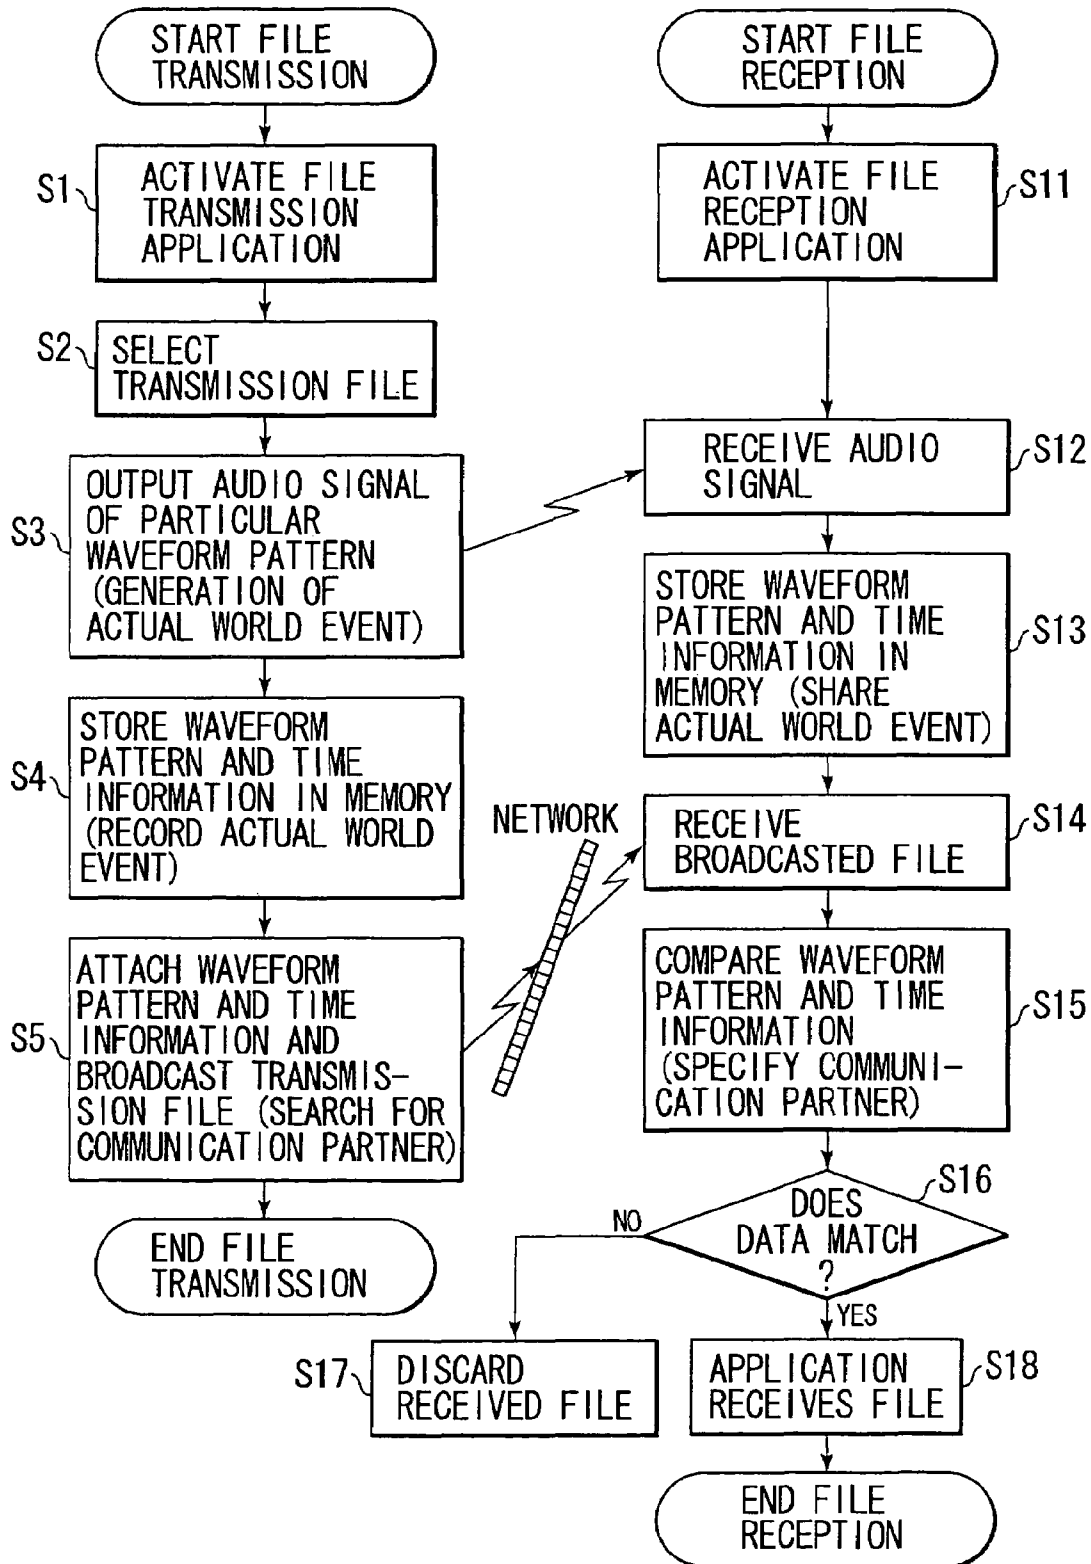 START FILE
TRANSMISSION
S1
ACTIVATE FILE
TRANSMISSION
APPLICATION
S2
SELECT
TRANSMISSION FILE
S3
OUTPUT AUDIO SIGNAL
OF PARTICULAR
WAVEFORM PATTERN
(GENERATION OF
ACTUAL WORLD EVENT)
S4
STORE WAVEFORM
PATTERN AND TIME
INFORMATION IN MEMORY
(RECORD ACTUAL WORLD
EVENT)
S5
ATTACH WAVEFORM
PATTERN AND TIME
INFORMATION AND
BROADCAST TRANSMIS-
SION FILE (SEARCH FOR
COMMUNICATION PARTNER)
END FILE
TRANSMISSION
NETWORK
START FILE
RECEPTION
ACTIVATE FILE
RECEPTION
APPLICATION
S11
RECEIVE AUDIO
SIGNAL
S12
STORE WAVEFORM
PATTERN AND TIME
INFORMATION IN
MEMORY (SHARE
ACTUAL WORLD EVENT)
S13
RECEIVE
BROADCASTED FILE
S14
COMPARE WAVEFORM
PATTERN AND TIME
INFORMATION
(SPECIFY COMMUNI-
CATION PARTNER)
S15
DOES
DATA MATCH
?
S16
NO
YES
S17
DISCARD
RECEIVED FILE
APPLICATION
RECEIVES FILE
S18
END FILE
RECEPTION